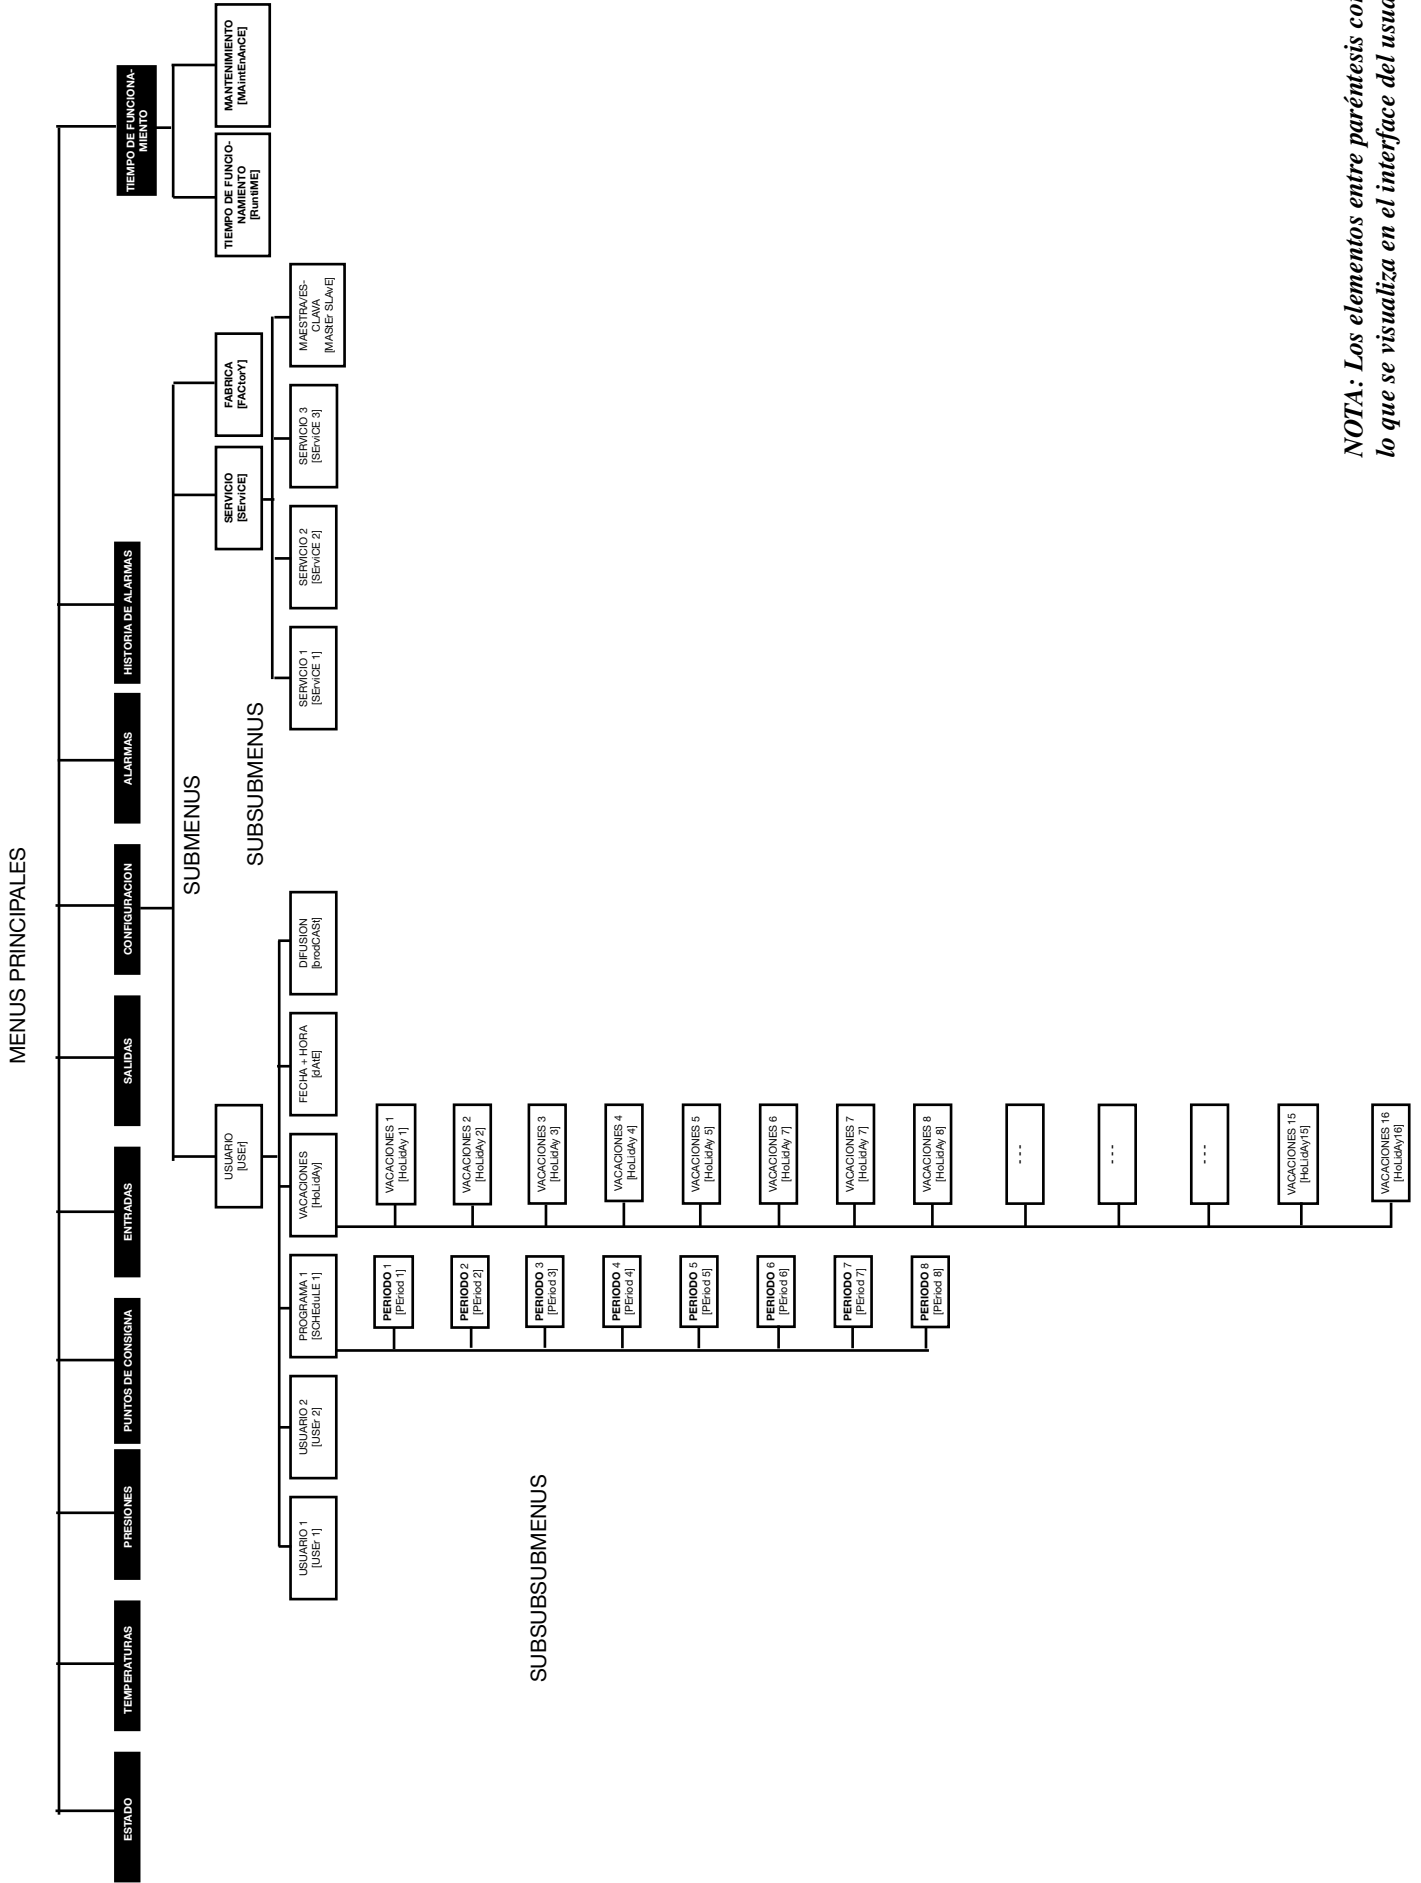 MENUS PRINCIPALES
ESTADO
TEMPERATURAS
PRESIONES
PUNTOS DE CONSIGNA
ENTRADAS
SALIDAS
CONFIGURACION
ALARMAS
HISTORIA DE ALARMAS
TIEMPO DE FUNCIONA-
MIENTO
SUBMENUS
USUARIO
[USEr]
SERVICIO
[SErviCE]
FABRICA
[FACtorY]
TIEMPO DE FUNCIO-
NAMIENTO
[RuntiME]
MANTENIMIENTO
[MAintEnAnCE]
SUBSUBMENUS
USUARIO 1
[USEr 1]
USUARIO 2
[USEr 2]
PROGRAMA 1
[SCHEduLE 1]
VACACIONES
[HoLidAy]
FECHA + HORA
[dAtE]
DIFUSION
[brodCASt]
SERVICIO 1
[SErviCE 1]
SERVICIO 2
[SErviCE 2]
SERVICIO 3
[SErviCE 3]
MAESTRA/ES-
CLAVA
[MAStEr SLAvE]
SUBSUBSUBMENUS
PERIODO 1
[PEriod 1]
PERIODO 2
[PEriod 2]
PERIODO 3
[PEriod 3]
PERIODO 4
[PEriod 4]
PERIODO 5
[PEriod 5]
PERIODO 6
[PEriod 6]
PERIODO 7
[PEriod 7]
PERIODO 8
[PEriod 8]
VACACIONES 1
[HoLidAy 1]
VACACIONES 2
[HoLidAy 2]
VACACIONES 3
[HoLidAy 3]
VACACIONES 4
[HoLidAy 4]
VACACIONES 5
[HoLidAy 5]
VACACIONES 6
[HoLidAy 7]
VACACIONES 7
[HoLidAy 7]
VACACIONES 8
[HoLidAy 8]
- - -
- - -
- - -
VACACIONES 15
[HoLidAy15]
VACACIONES 16
[HoLidAy16]
NOTA: Los elementos entre paréntesis
lo que se visualiza en el interface del